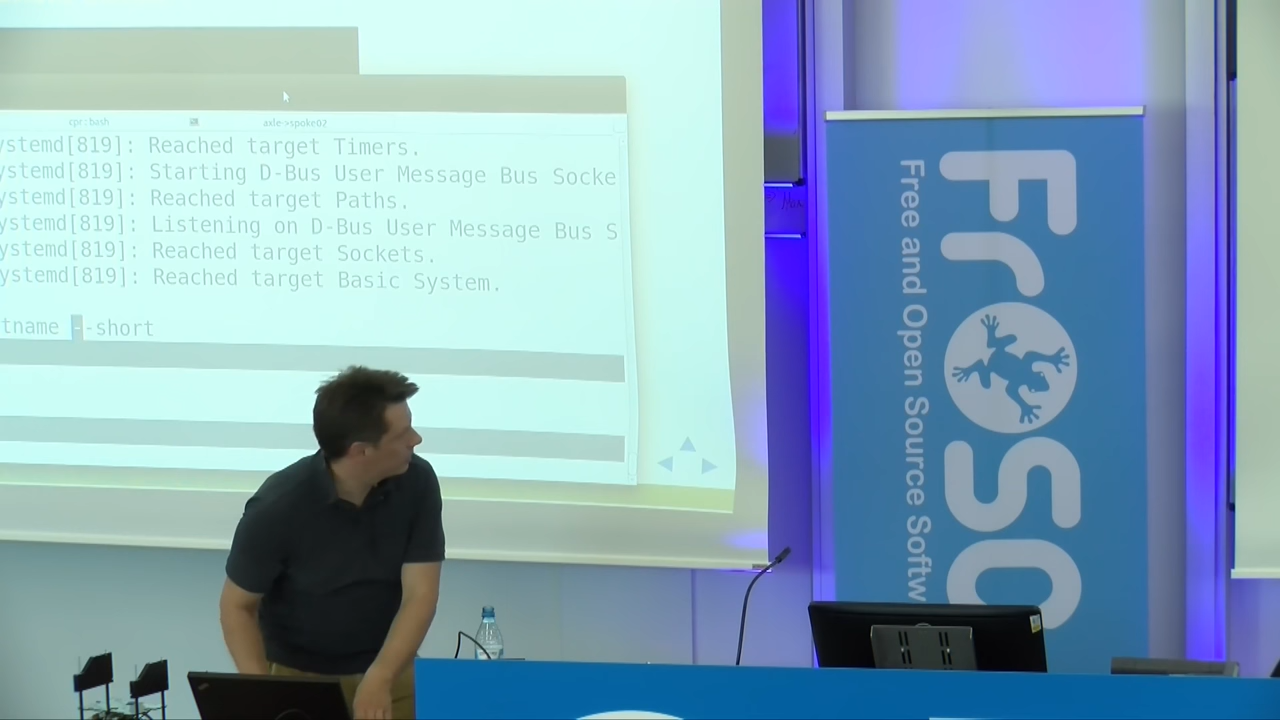 cpr : bash
axle->spoke02
ystemd[819]: Reached target Timers.
ystemd[819]: Starting D-Bus User Message Bus Socke
ystemd[819]: Reached target Paths.
ystemd[819]: Listening on D-Bus User Message Bus S
ystemd[819]: Reached target Sockets.
ystemd[819]: Reached target Basic System.
tname --short
FrOSC
Free and Open Source Softw